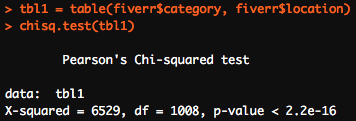 > tbl1 = table(fiverr$category, fiverr$location)
> chisq.test(tbl1)
Pearson's Chi-squared test
data:  tbl1
X-squared = 6529, df = 1008, p-value < 2.2e-16